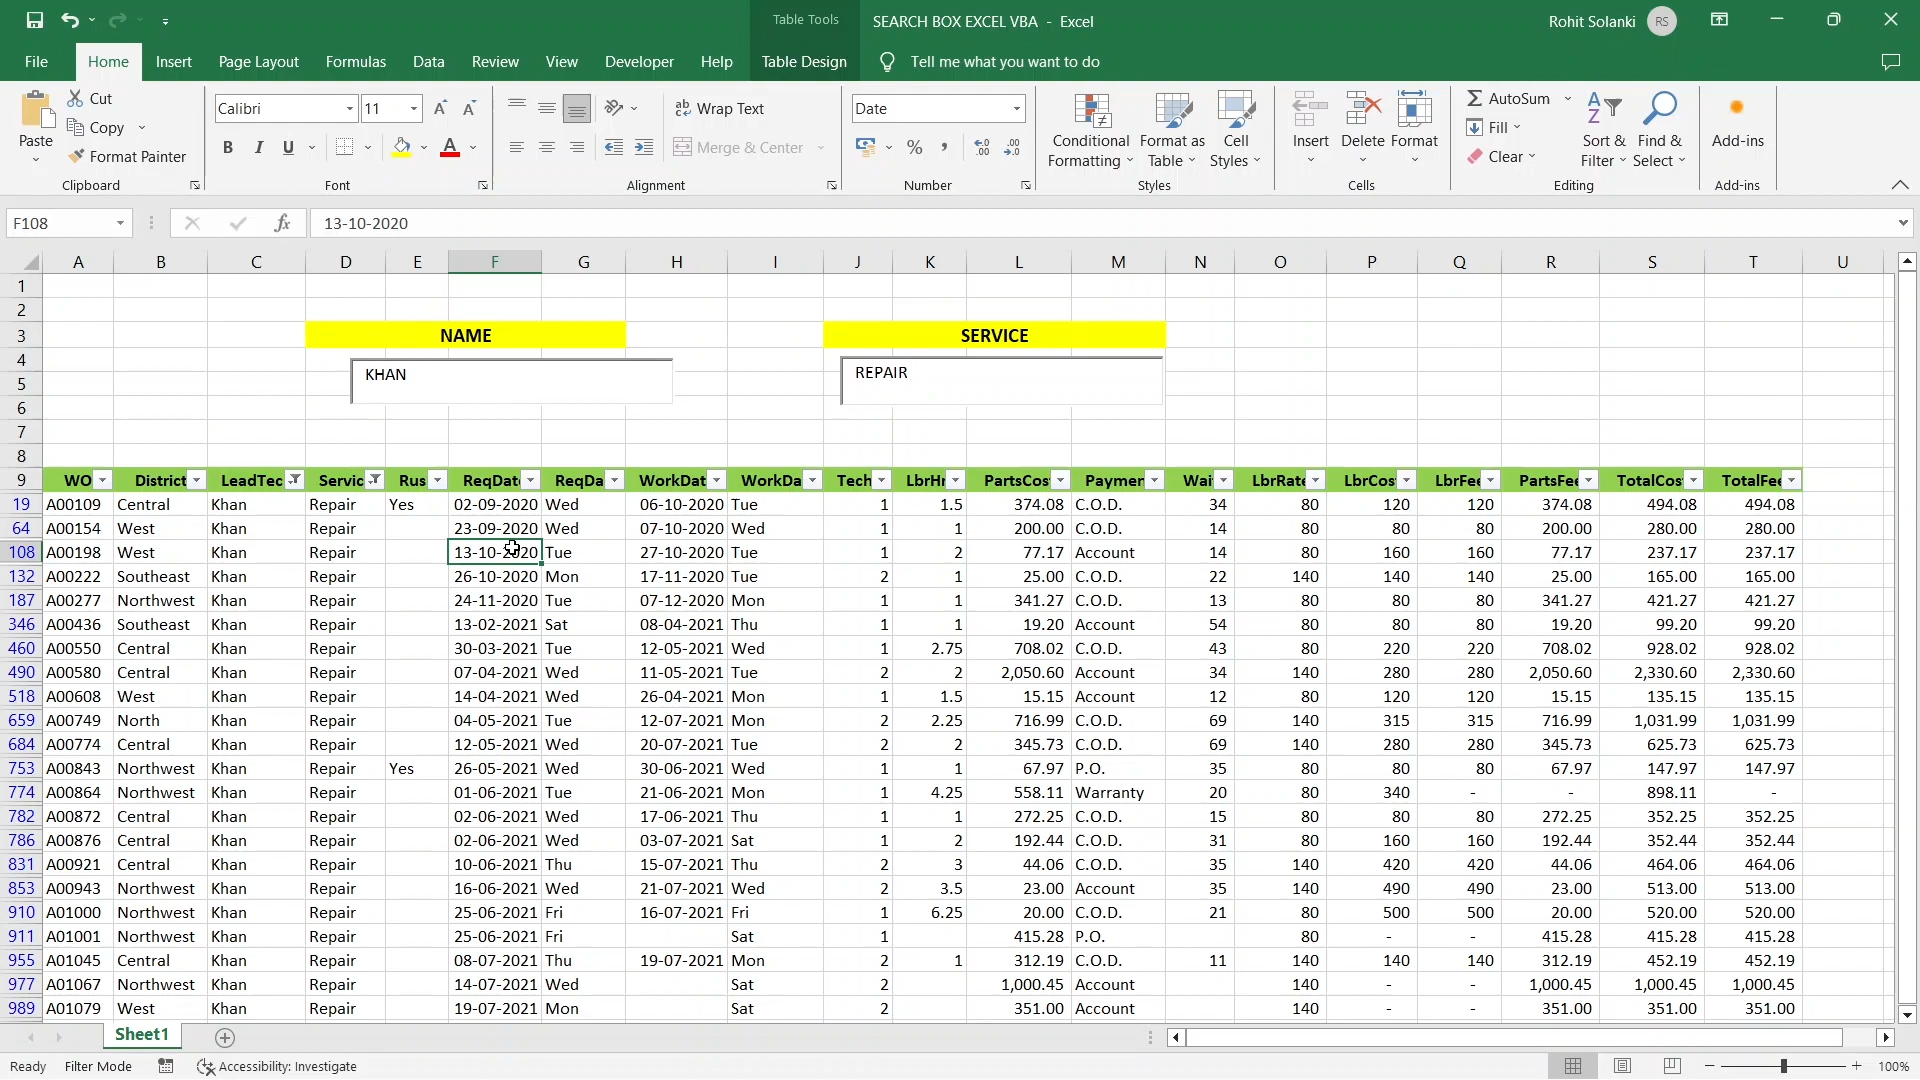 Table Tools SEARCH BOX EXCEL VBA - Excel Rohit Solanki RS
File Home Insert Page Layout Formulas Data Review View Developer Help Table Design Tell me what you want to do
Paste Cut Copy Format Painter Clipboard
Calibri 11 A A B I U A Font
ab Wrap Text Merge & Center Alignment
Date % , Number
Conditional Formatting Format as Table Cell Styles Styles
Insert Delete Format Cells
AutoSum Fill Clear Sort & Filter Find & Select Editing
Add-ins Add-ins
F108 fx 13-10-2020
A B C D E F G H I J K L M N O P Q R S T U
1
2
3 NAME SERVICE
4 KHAN REPAIR
5
6
7
8
9 WO District LeadTec Servic Rus ReqDat ReqDa WorkDat WorkDa Tech LbrHr PartsCos Paymen Wai LbrRate LbrCos LbrFee PartsFee TotalCos TotalFee
19 A00109 Central Khan Repair Yes 02-09-2020 Wed 06-10-2020 Tue 1 1.5 374.08 C.O.D. 34 80 120 120 374.08 494.08 494.08
64 A00154 West Khan Repair 23-09-2020 Wed 07-10-2020 Wed 1 1 200.00 C.O.D. 14 80 80 80 200.00 280.00 280.00
108 A00198 West Khan Repair 13-10-2020 Tue 27-10-2020 Tue 1 2 77.17 Account 14 80 160 160 77.17 237.17 237.17
132 A00222 Southeast Khan Repair 26-10-2020 Mon 17-11-2020 Tue 2 1 25.00 C.O.D. 22 140 140 140 25.00 165.00 165.00
187 A00277 Northwest Khan Repair 24-11-2020 Tue 07-12-2020 Mon 1 1 341.27 C.O.D. 13 80 80 80 341.27 421.27 421.27
346 A00436 Southeast Khan Repair 13-02-2021 Sat 08-04-2021 Thu 1 1 19.20 Account 54 80 80 80 19.20 99.20 99.20
460 A00550 Central Khan Repair 30-03-2021 Tue 12-05-2021 Wed 1 2.75 708.02 C.O.D. 43 80 220 220 708.02 928.02 928.02
490 A00580 Central Khan Repair 07-04-2021 Wed 11-05-2021 Tue 2 2 2,050.60 Account 34 140 280 280 2,050.60 2,330.60 2,330.60
518 A00608 West Khan Repair 14-04-2021 Wed 26-04-2021 Mon 1 1.5 15.15 Account 12 80 120 120 15.15 135.15 135.15
659 A00749 North Khan Repair 04-05-2021 Tue 12-07-2021 Mon 2 2.25 716.99 C.O.D. 69 140 315 315 716.99 1,031.99 1,031.99
684 A00774 Central Khan Repair 12-05-2021 Wed 20-07-2021 Tue 2 2 345.73 C.O.D. 69 140 280 280 345.73 625.73 625.73
753 A00843 Northwest Khan Repair Yes 26-05-2021 Wed 30-06-2021 Wed 1 1 67.97 P.O. 35 80 80 80 67.97 147.97 147.97
774 A00864 Northwest Khan Repair 01-06-2021 Tue 21-06-2021 Mon 1 4.25 558.11 Warranty 20 80 340 - - 898.11 -
782 A00872 Central Khan Repair 02-06-2021 Wed 17-06-2021 Thu 1 1 272.25 C.O.D. 15 80 80 80 272.25 352.25 352.25
786 A00876 Central Khan Repair 02-06-2021 Wed 03-07-2021 Sat 1 2 192.44 C.O.D. 31 80 160 160 192.44 352.44 352.44
831 A00921 Central Khan Repair 10-06-2021 Thu 15-07-2021 Thu 2 3 44.06 C.O.D. 35 140 420 420 44.06 464.06 464.06
853 A00943 Northwest Khan Repair 16-06-2021 Wed 21-07-2021 Wed 2 3.5 23.00 Account 35 140 490 490 23.00 513.00 513.00
910 A01000 Northwest Khan Repair 25-06-2021 Fri 16-07-2021 Fri 1 6.25 20.00 C.O.D. 21 80 500 500 20.00 520.00 520.00
911 A01001 Northwest Khan Repair 25-06-2021 Fri Sat 1 415.28 P.O. 80 - - 415.28 415.28 415.28
955 A01045 Central Khan Repair 08-07-2021 Thu 19-07-2021 Mon 2 1 312.19 C.O.D. 11 140 140 140 312.19 452.19 452.19
977 A01067 Northwest Khan Repair 14-07-2021 Wed Sat 2 1,000.45 Account 140 - - 1,000.45 1,000.45 1,000.45
989 A01079 West Khan Repair 19-07-2021 Mon Sat 2 351.00 Account 140 - - 351.00 351.00 351.00
Sheet1
Ready Filter Mode Accessibility: Investigate 100%